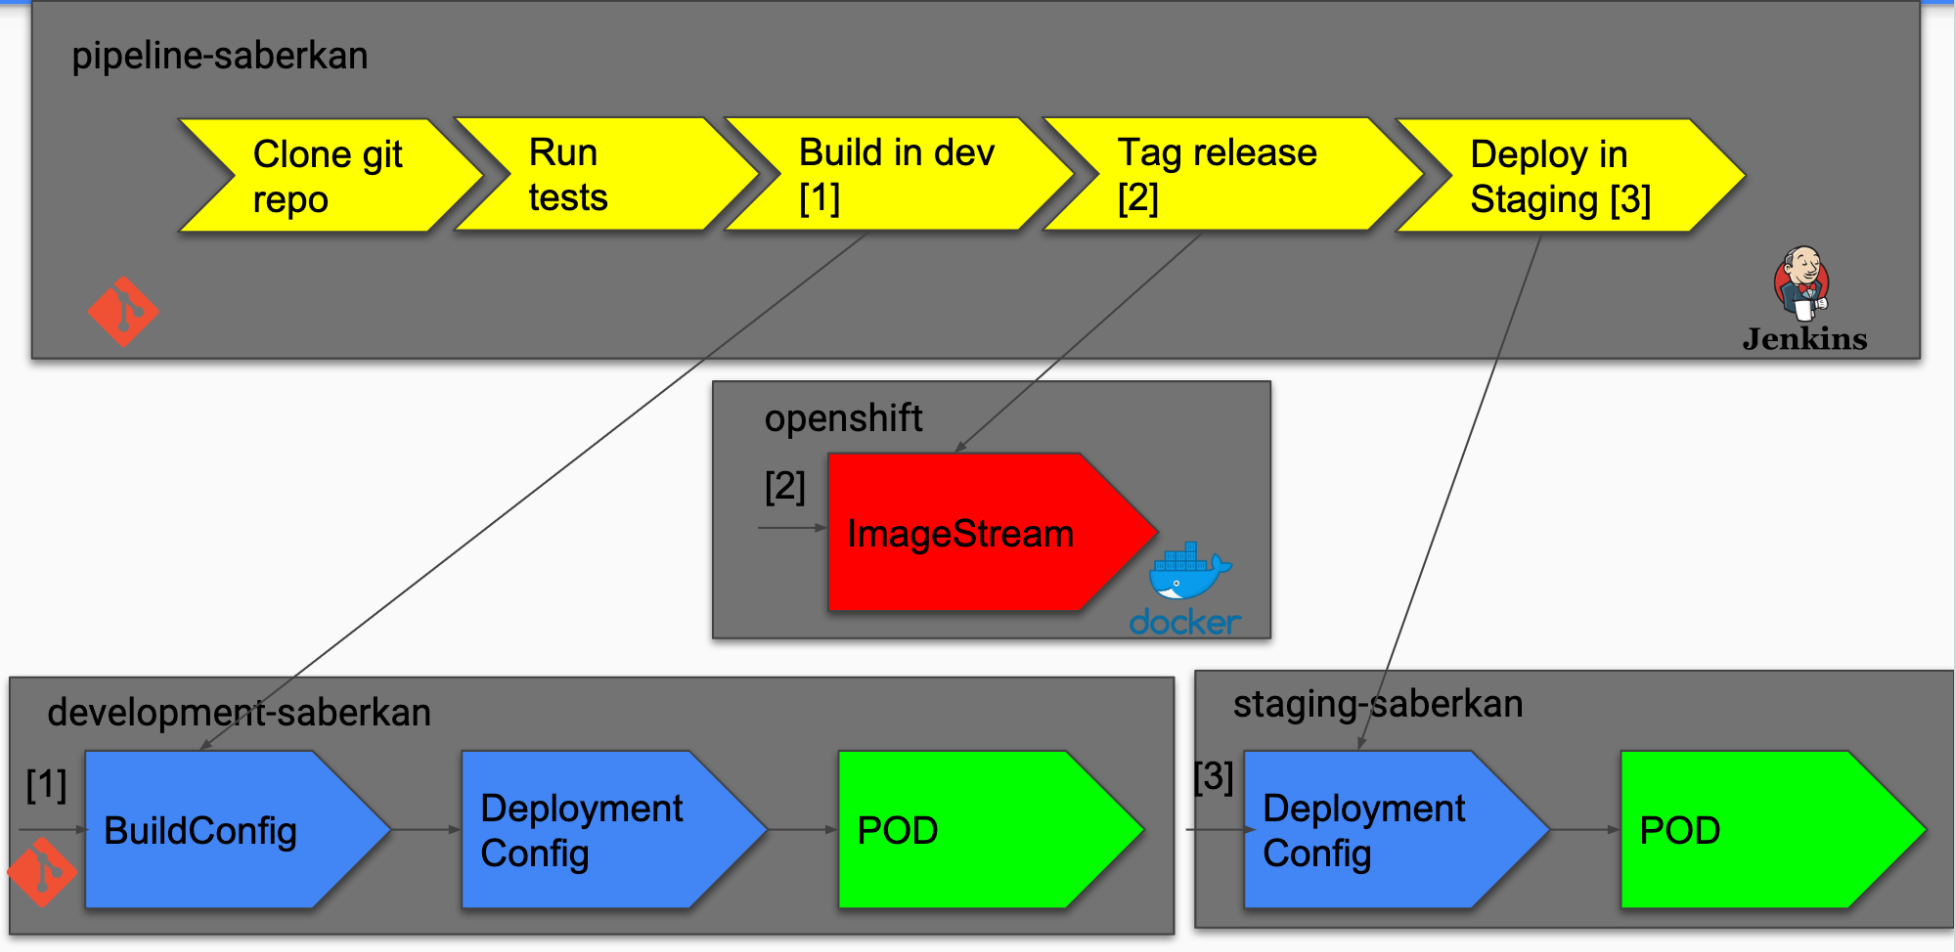 pipeline-saberkan
Clone git
repo
Run
tests
Build in dev
[1]
Tag release
[2]
Deploy in
Staging [3]
Jenkins
openshift
[2]
ImageStream
docker
development-saberkan
[1]
BuildConfig
Deployment
Config
POD
staging-saberkan
[3]
Deployment
Config
POD